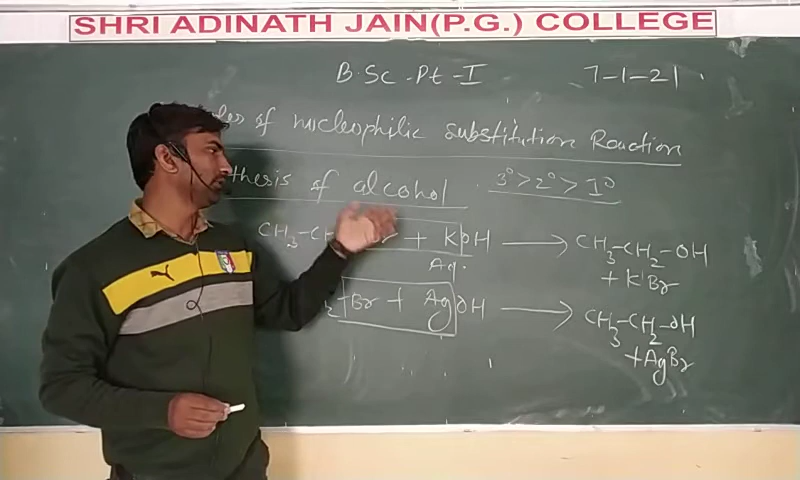 SHRI ADINATH JAIN(P.G.) COLLEGE
B.Sc-Pt-I 7-1-21
of nucleophilic substitution Reaction
of alcohol 3°>2°>1°
CH3-CH + KOH → CH3-CH2-OH
Aq. + KBr
2-Br + AgOH → CH3-CH2-OH
+AgBr